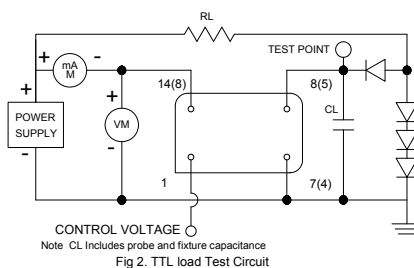 RL
TEST POINT
+
+
mA
M
-
+
14(8)
8(5)
+
POWER
SUPPLY
VM
CL
-
-
1
7(4)
CONTROL VOLTAGE
Note CL Includes probe and fixture capacitance
Fig 2. TTL load Test Circuit